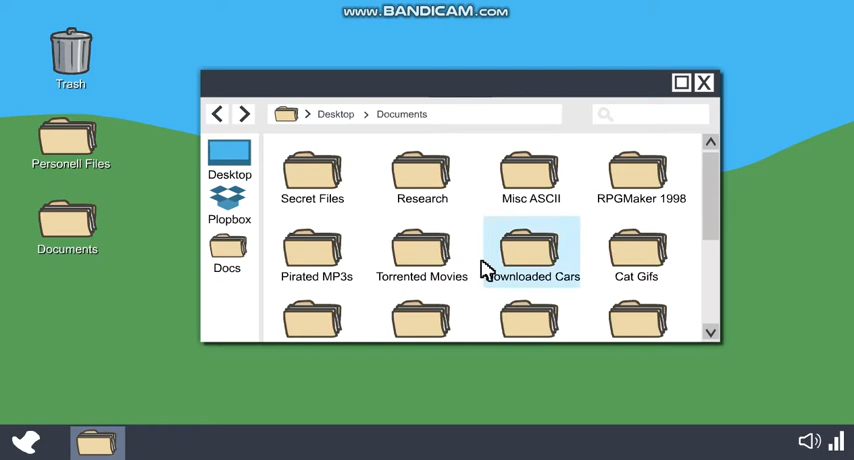 www.BANDICAM.com
Trash
Personell Files
Documents
Desktop > Documents
Desktop
Plopbox
Docs
Secret Files Research Misc ASCII RPGMaker 1998
Pirated MP3s Torrented Movies Downloaded Cars Cat Gifs